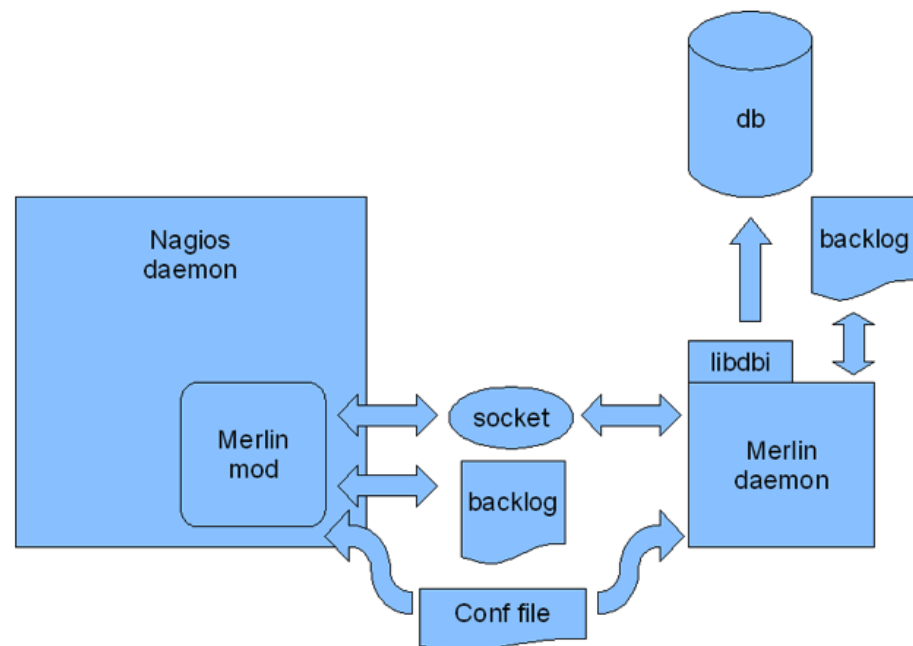 db
Nagios
daemon
backlog
libdbi
Merlin
mod
socket
Merlin
daemon
backlog
Conf file